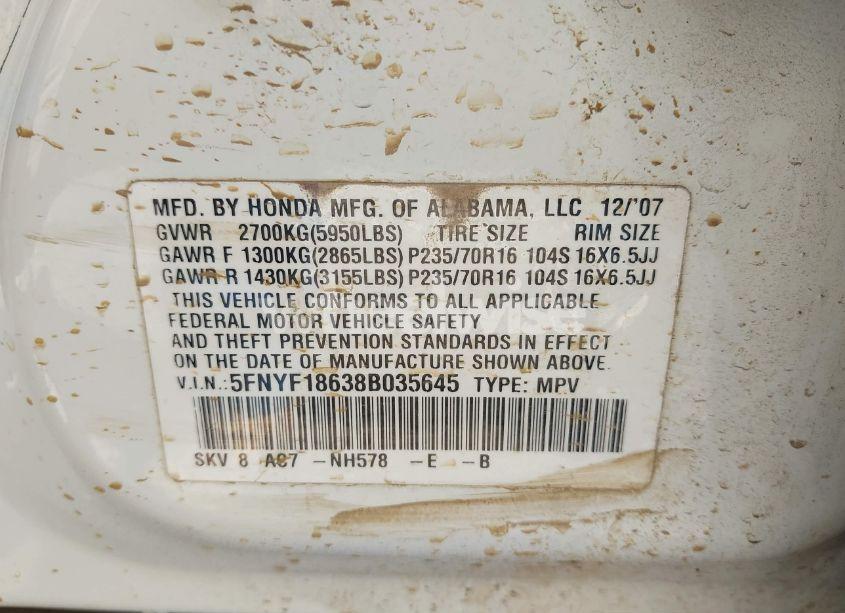 MFD. BY HONDA MFG. OF ALABAMA, LLC 12/'07
GVWR 2700KG(5950LBS) TIRE SIZE RIM SIZE
GAWR F 1300KG(2865LBS) P235/70R16 104S 16X6.5JJ
GAWR R 1430KG(3155LBS) P235/70R16 104S 16X6.5JJ
THIS VEHICLE CONFORMS TO ALL APPLICABLE
FEDERAL MOTOR VEHICLE SAFETY
AND THEFT PREVENTION STANDARDS IN EFFECT
ON THE DATE OF MANUFACTURE SHOWN ABOVE.
V.I.N.:5FNYF18638B035645 TYPE: MPV
SKV 8 -NH578 -E -B